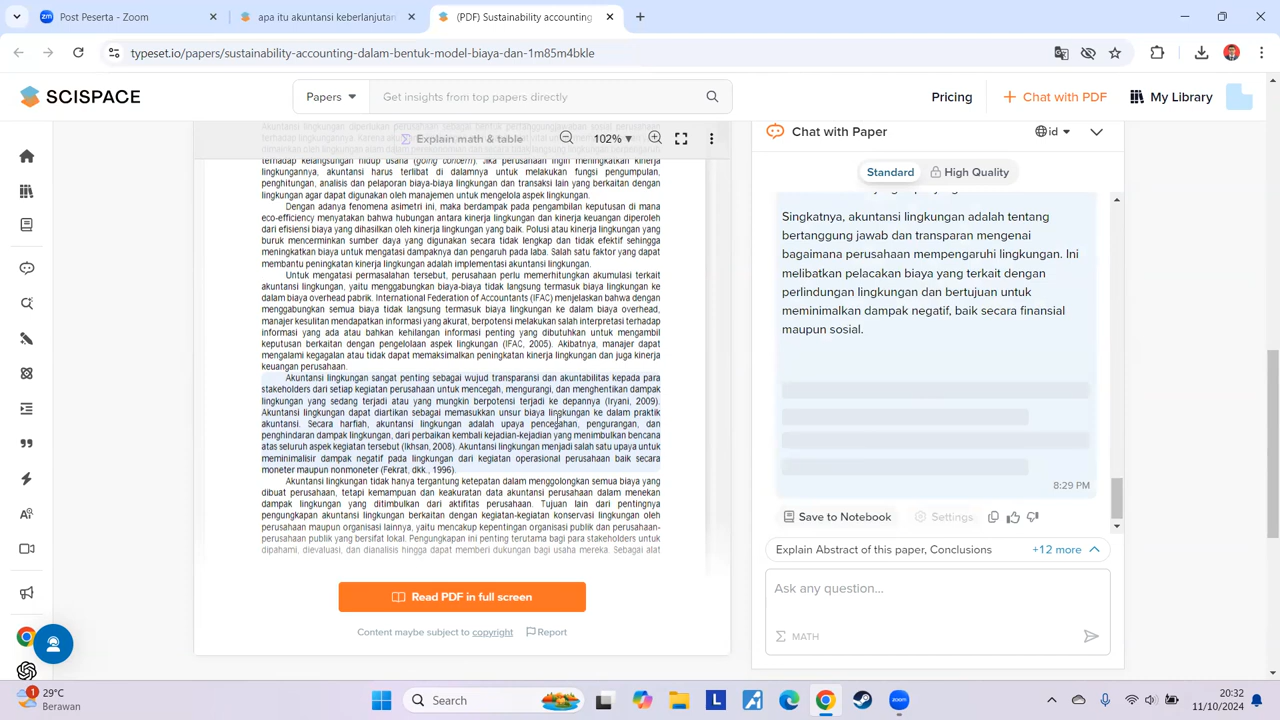 Post Peserta - Zoom
apa itu akuntansi keberlanjutan
(PDF) Sustainability accounting
typeset.io/papers/sustainability-accounting-dalam-bentuk-model-biaya-dan-1m85m4bkle
SCISPACE
Papers
Get insights from top papers directly
Pricing
Chat with PDF
My Library
Explain math & table
102%
terhadap kelangsungan hidup usaha (going concern). Jika perusahaan ingin meningkatkan kinerja
lingkungannya, akuntansi harus terlibat di dalamnya untuk melakukan fungsi pengumpulan,
penghitungan, analisis dan pelaporan biaya-biaya lingkungan dan transaksi lain yang berkaitan dengan
lingkungan agar dapat digunakan oleh manajemen untuk mengelola aspek lingkungan.
Dengan adanya fenomena asimetri ini, maka berdampak pada pengambilan keputusan di mana
eco-efficiency menyatakan bahwa hubungan antara kinerja lingkungan dan kinerja keuangan diperoleh
dari efisiensi biaya yang dihasilkan oleh kinerja lingkungan yang baik. Polusi atau kinerja lingkungan yang
buruk mencerminkan sumber daya yang digunakan secara tidak lengkap dan tidak efektif sehingga
meningkatkan biaya untuk mengatasi dampaknya dan pengaruh pada laba. Salah satu faktor yang dapat
membantu peningkatan kinerja lingkungan adalah implementasi akuntansi lingkungan.
Untuk mengatasi permasalahan tersebut, perusahaan perlu memerhitungkan akumulasi terkait
akuntansi lingkungan, yaitu menggabungkan biaya-biaya tidak langsung termasuk biaya lingkungan ke
dalam biaya overhead pabrik. International Federation of Accountants (IFAC) menjelaskan bahwa dengan
menggabungkan semua biaya tidak langsung termasuk biaya lingkungan ke dalam biaya overhead,
manajer kesulitan mendapatkan informasi yang akurat, berpotensi melakukan salah interpretasi terhadap
informasi yang ada atau bahkan kehilangan informasi penting yang dibutuhkan untuk mengambil
keputusan berkaitan dengan pengelolaan aspek lingkungan (IFAC, 2005). Akibatnya, manajer dapat
mengalami kegagalan atau tidak dapat memaksimalkan peningkatan kinerja lingkungan dan juga kinerja
keuangan perusahaan.
Akuntansi lingkungan sangat penting sebagai wujud transparansi dan akuntabilitas kepada para
stakeholders dari setiap kegiatan perusahaan untuk mencegah, mengurangi, dan menghentikan dampak
lingkungan yang sedang terjadi atau yang mungkin berpotensi terjadi ke depannya (Iryani, 2009).
Akuntansi lingkungan dapat diartikan sebagai memasukkan unsur biaya lingkungan ke dalam praktik
akuntansi. Secara harfiah, akuntansi lingkungan adalah upaya pencegahan, pengurangan, dan
penghindaran dampak lingkungan, dari perbaikan kembali kejadian-kejadian yang menimbulkan bencana
atas seluruh aspek kegiatan tersebut (Ikhsan, 2008). Akuntansi lingkungan menjadi salah satu upaya untuk
meminimalisir dampak negatif pada lingkungan dari kegiatan operasional perusahaan baik secara
moneter maupun nonmoneter (Fekrat, dkk., 1996).
Akuntansi lingkungan tidak hanya tergantung ketepatan dalam menggolongkan semua biaya yang
dibuat perusahaan, tetapi kemampuan dan keakuratan data akuntansi perusahaan dalam menekan
dampak lingkungan yang ditimbulkan dari aktifitas perusahaan. Tujuan lain dari pentingnya
pengungkapan akuntansi lingkungan berkaitan dengan kegiatan-kegiatan konservasi lingkungan oleh
perusahaan maupun organisasi lainnya, yaitu mencakup kepentingan organisasi publik dan perusahaan-
perusahaan publik yang bersifat lokal. Pengungkapan ini penting terutama bagi para stakeholders untuk
dipahami, dievaluasi, dan dianalisis hingga dapat memberi dukungan bagi usaha mereka. Sebagai alat
Read PDF in full screen
Content maybe subject to copyright
Report
Chat with Paper
id
Standard
High Quality
Singkatnya, akuntansi lingkungan adalah tentang
bertanggung jawab dan transparan mengenai
bagaimana perusahaan mempengaruhi lingkungan. Ini
melibatkan pelacakan biaya yang terkait dengan
perlindungan lingkungan dan bertujuan untuk
meminimalkan dampak negatif, baik secara finansial
maupun sosial.
8:29 PM
Save to Notebook
Settings
Explain Abstract of this paper, Conclusions
+12 more
Ask any question...
MATH
1
29°C
Berawan
Search
zoom
20:32
11/10/2024